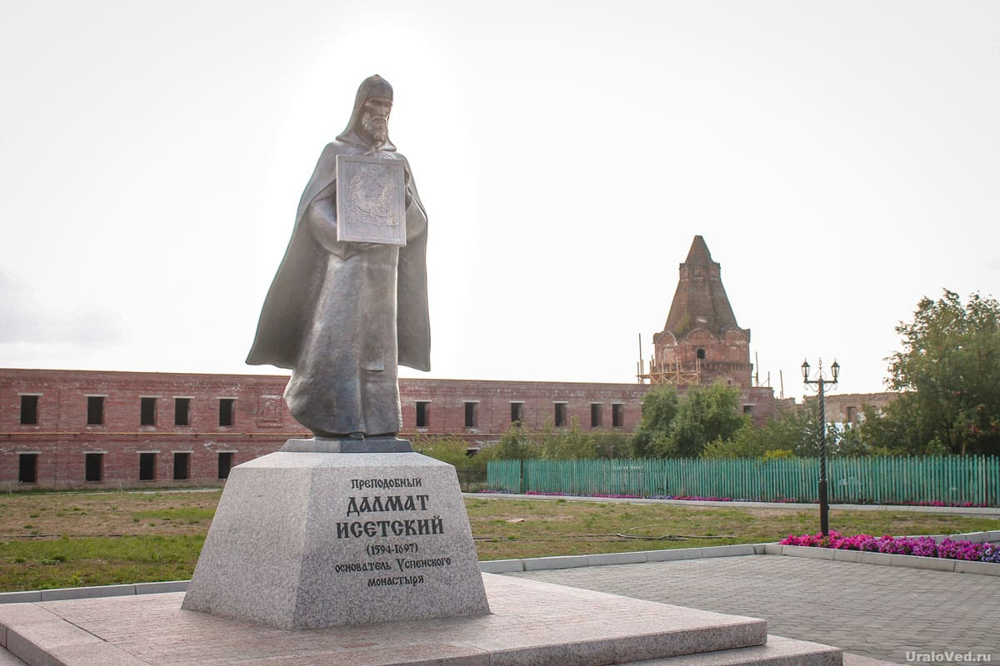 ПРЕПОДОБНЫЙ
ДАЛМАТ
ИСЕТСКИЙ
(1594-1697)
ОСНОВАТЕЛЬ УСПЕНСКОГО
МОНАСТЫРЯ
UraloVed.ru